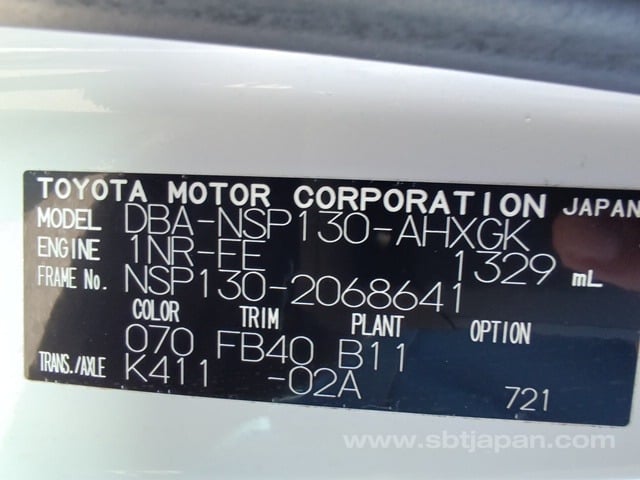 TOYOTA MOTOR CORPORATION JAPAN
MODEL DBA-NSP130-AHXGK
ENGINE 1NR-FE 1329 mL
FRAME No. NSP130-2068641
COLOR TRIM PLANT OPTION
070 FB40 B11
TRANS./AXLE K411 -02A 721
www.sbtjapan.com